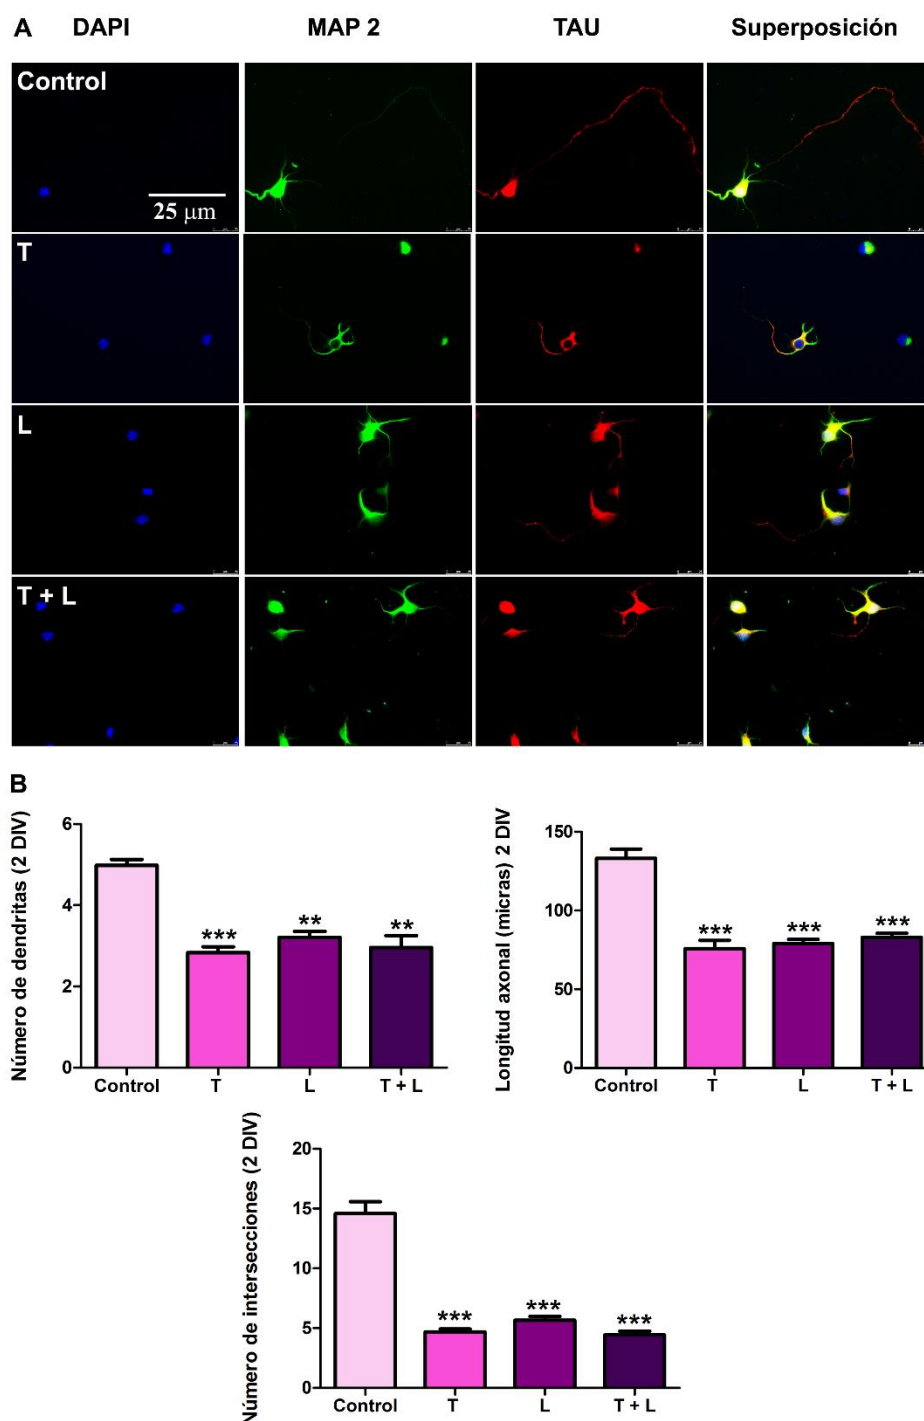 A DAPI MAP 2 TAU Superposición
Control
25 μm
T
L
T + L
B
Número de dendritas (2 DIV)
6
4
2
0
*** ** **
Control T L T + L
Longitud axonal (micras) 2 DIV
150
100
50
0
*** *** ***
Control T L T + L
Número de intersecciones (2 DIV)
20
15
10
5
0
*** *** ***
Control T L T + L